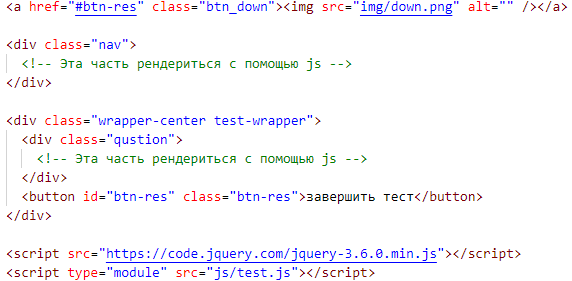 <a href="#btn-res" class="btn_down"><img src="img/down.png" alt="" /></a>
<div class="nav">
<!-- Эта часть рендериться с помощью js -->
</div>
<div class="wrapper-center test-wrapper">
<div class="qustion">
<!-- Эта часть рендериться с помощью js -->
</div>
<button id="btn-res" class="btn-res">завершить тест</button>
</div>
<script src="https://code.jquery.com/jquery-3.6.0.min.js"></script>
<script type="module" src="js/test.js"></script>